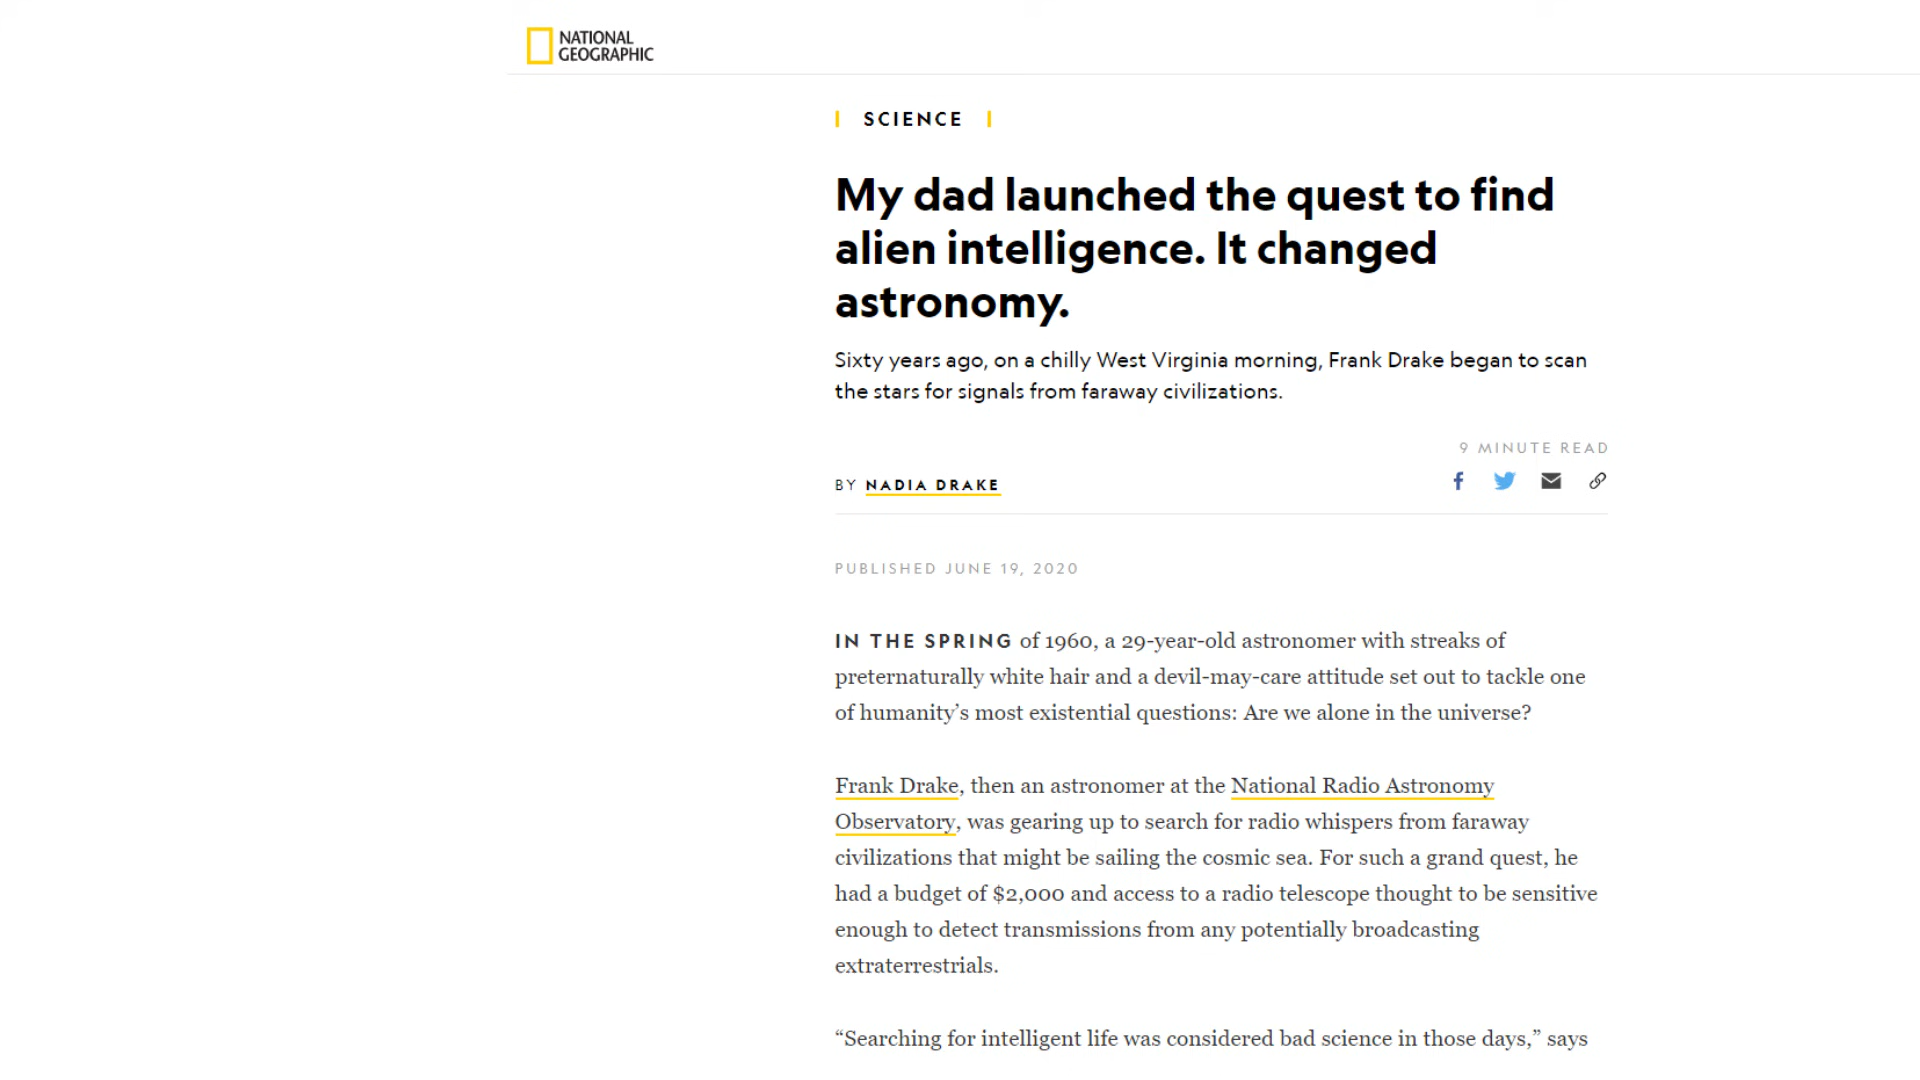 NATIONAL
GEOGRAPHIC
SCIENCE
My dad launched the quest to find
alien intelligence. It changed
astronomy.
Sixty years ago, on a chilly West Virginia morning, Frank Drake began to scan
the stars for signals from faraway civilizations.
9 MINUTE READ
BY NADIA DRAKE
PUBLISHED JUNE 19, 2020
IN THE SPRING of 1960, a 29-year-old astronomer with streaks of
preternaturally white hair and a devil-may-care attitude set out to tackle one
of humanity’s most existential questions: Are we alone in the universe?
Frank Drake, then an astronomer at the National Radio Astronomy
Observatory, was gearing up to search for radio whispers from faraway
civilizations that might be sailing the cosmic sea. For such a grand quest, he
had a budget of $2,000 and access to a radio telescope thought to be sensitive
enough to detect transmissions from any potentially broadcasting
extraterrestrials.
“Searching for intelligent life was considered bad science in those days,” says